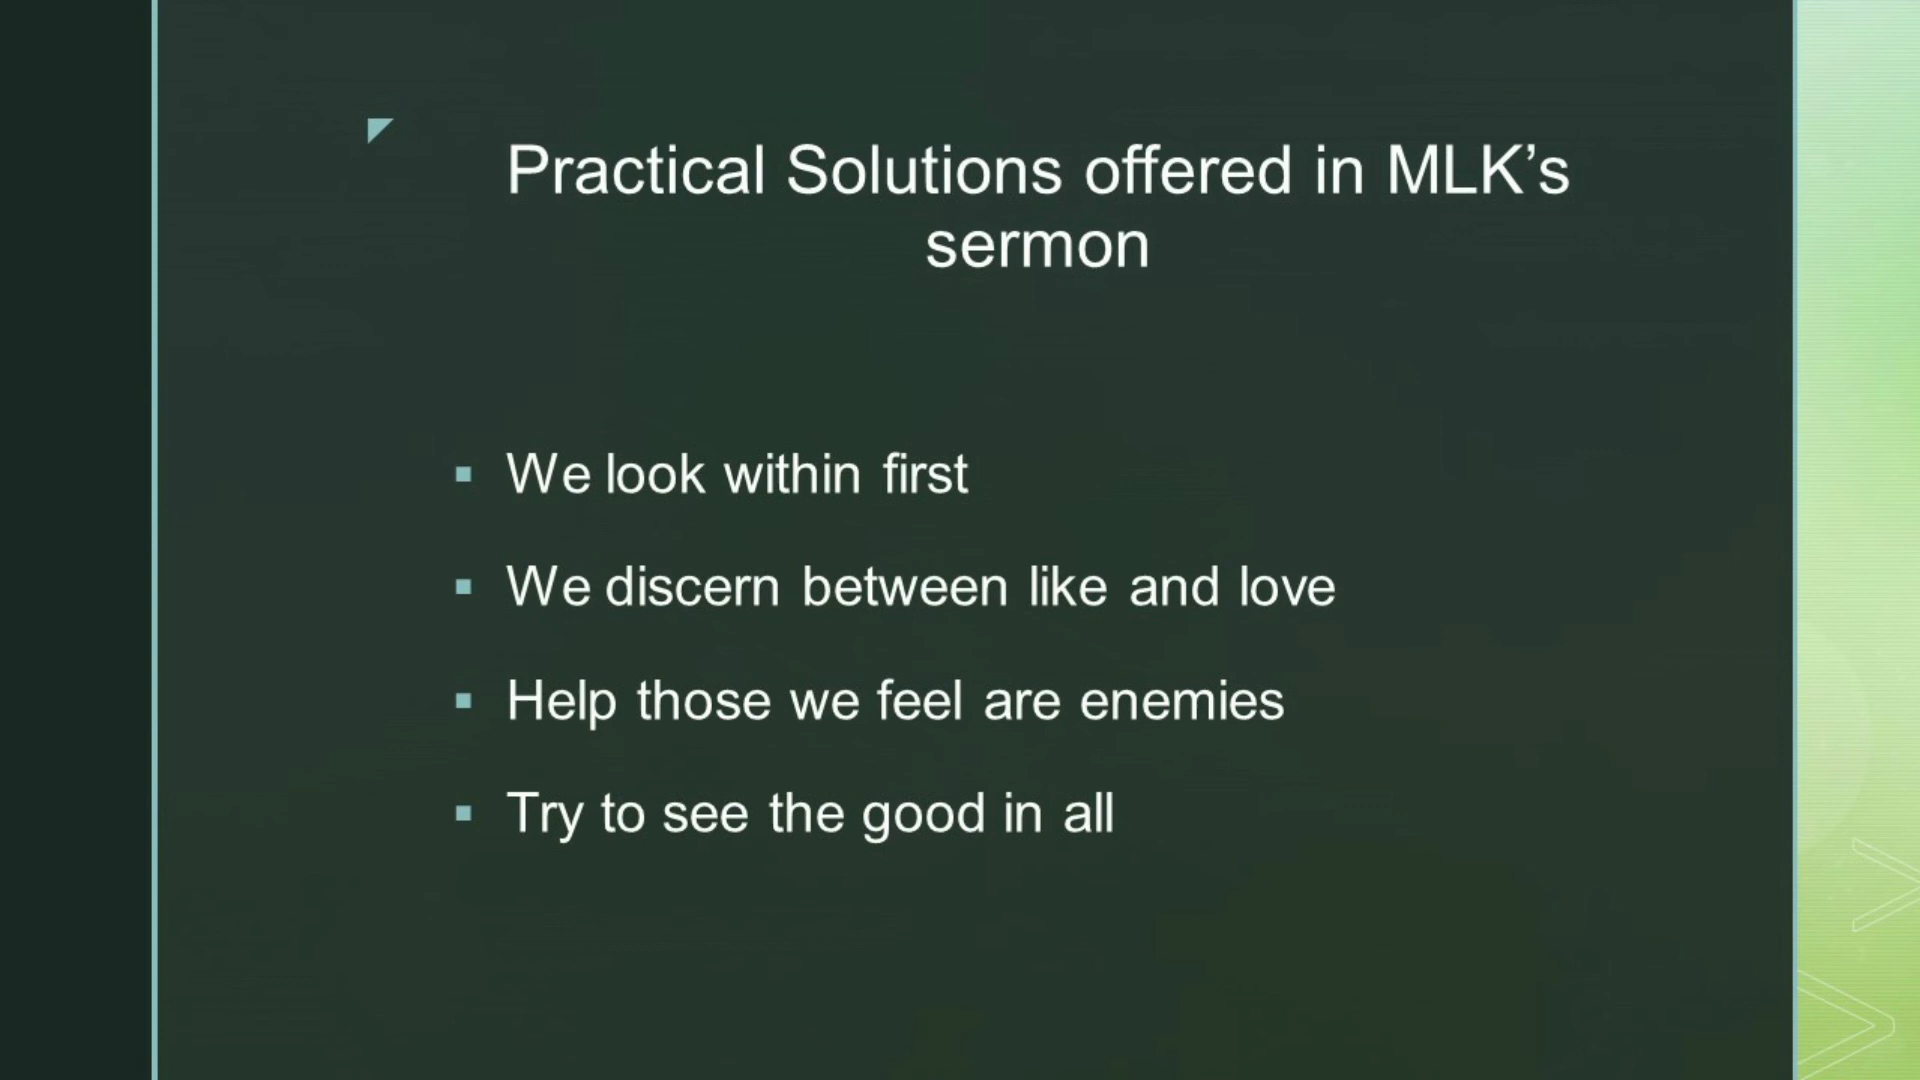 Practical Solutions offered in MLK’s
sermon
We look within first
We discern between like and love
Help those we feel are enemies
Try to see the good in all